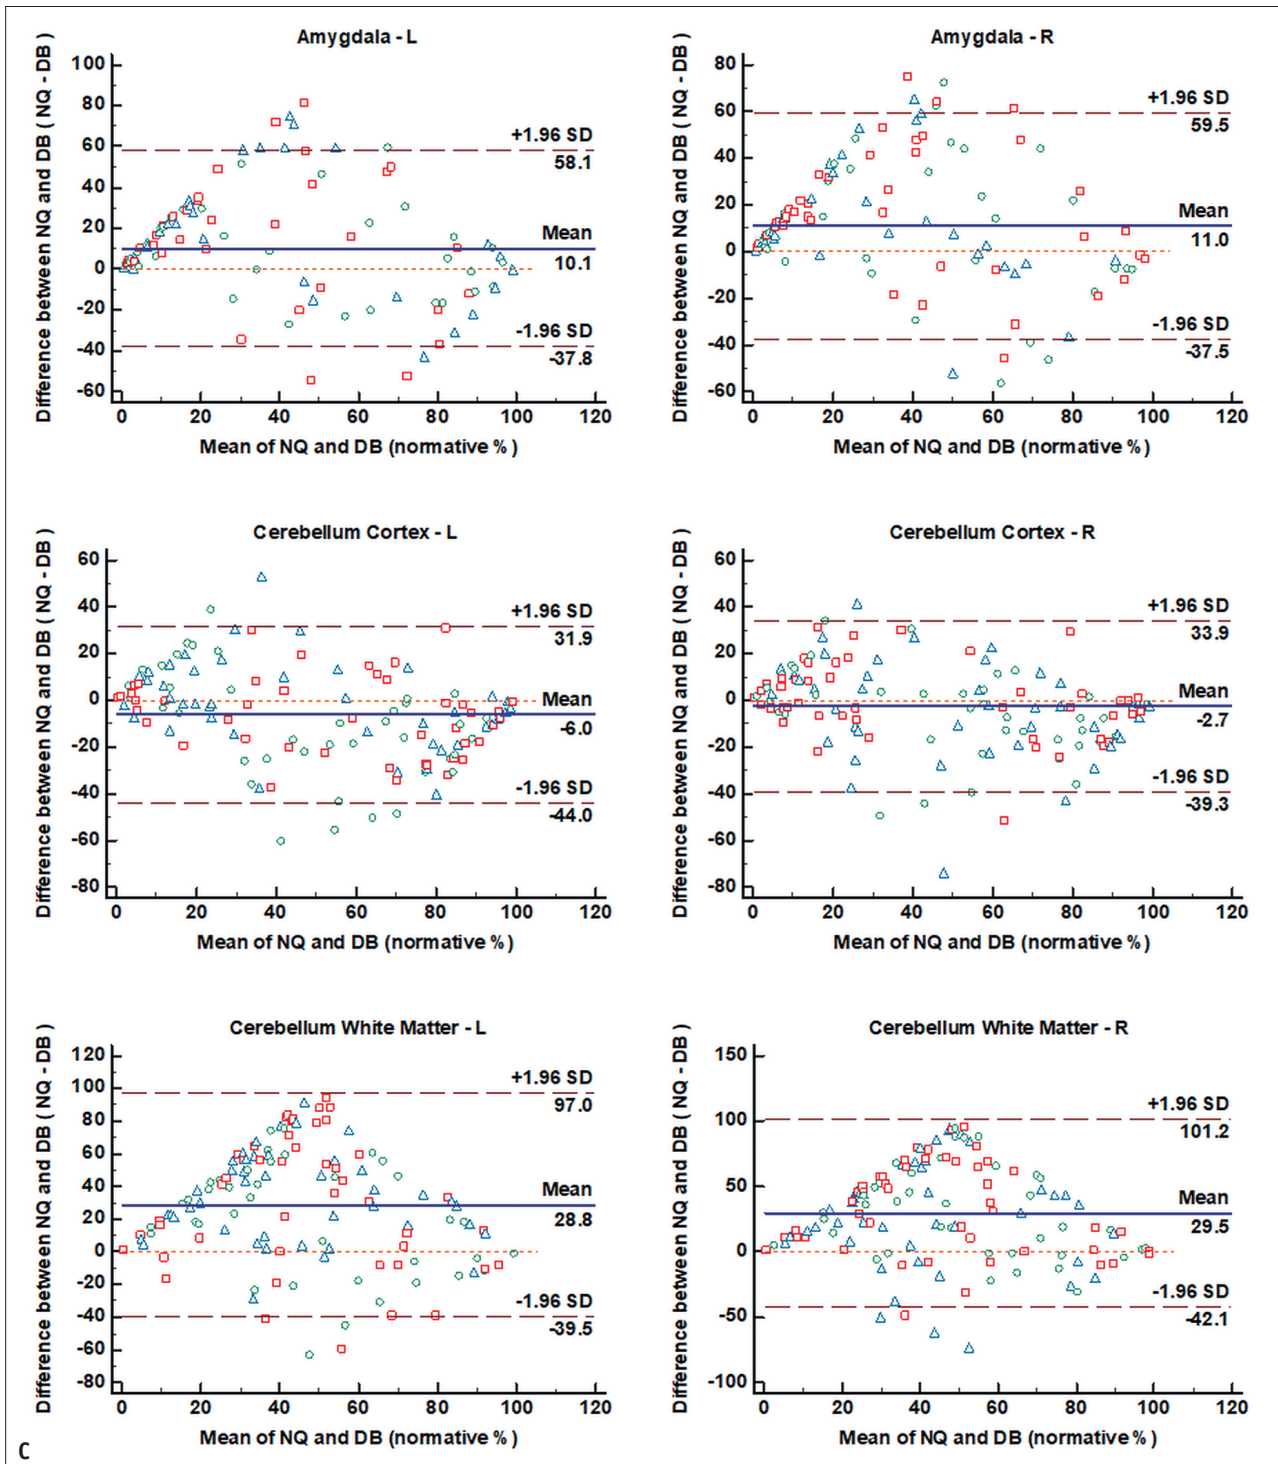 Amygdala - L
Difference between NQ and DB ( NQ - DB )
100
80
60
40
20
0
-20
-40
-60
+1.96 SD
58.1
Mean
10.1
-1.96 SD
-37.8
0 20 40 60 80 100 120
Mean of NQ and DB (normative % )
Amygdala - R
Difference between NQ and DB ( NQ - DB )
80
60
40
20
0
-20
-40
-60
+1.96 SD
59.5
Mean
11.0
-1.96 SD
-37.5
0 20 40 60 80 100 120
Mean of NQ and DB (normative % )
Cerebellum Cortex - L
Difference between NQ and DB ( NQ - DB )
60
40
20
0
-20
-40
-60
-80
+1.96 SD
31.9
Mean
-6.0
-1.96 SD
-44.0
0 20 40 60 80 100 120
Mean of NQ and DB (normative % )
Cerebellum Cortex - R
Difference between NQ and DB ( NQ - DB )
60
40
20
0
-20
-40
-60
-80
+1.96 SD
33.9
Mean
-2.7
-1.96 SD
-39.3
0 20 40 60 80 100 120
Mean of NQ and DB (normative % )
Cerebellum White Matter - L
Difference between NQ and DB ( NQ - DB )
120
100
80
60
40
20
0
-20
-40
-60
-80
+1.96 SD
97.0
Mean
28.8
-1.96 SD
-39.5
0 20 40 60 80 100 120
Mean of NQ and DB (normative % )
Cerebellum White Matter - R
Difference between NQ and DB ( NQ - DB )
150
100
50
0
-50
-100
+1.96 SD
101.2
Mean
29.5
-1.96 SD
-42.1
0 20 40 60 80 100 120
Mean of NQ and DB (normative % )
C